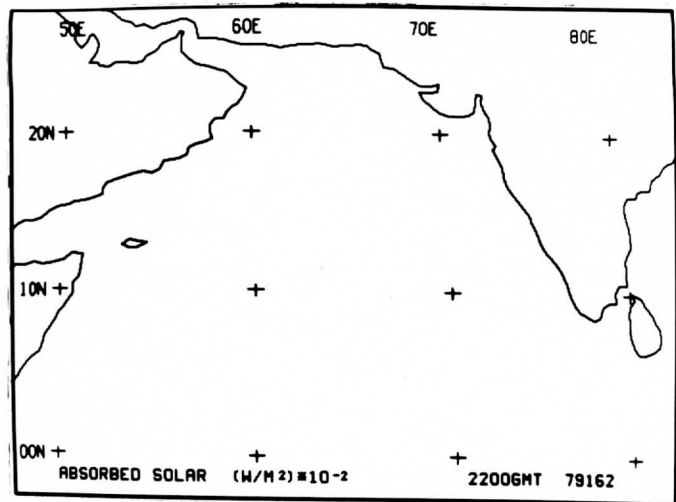 50E 60E 70E 80E
20N
10N
00N
ABSORBED SOLAR (W/M²)*10⁻² 2200GMT 79162